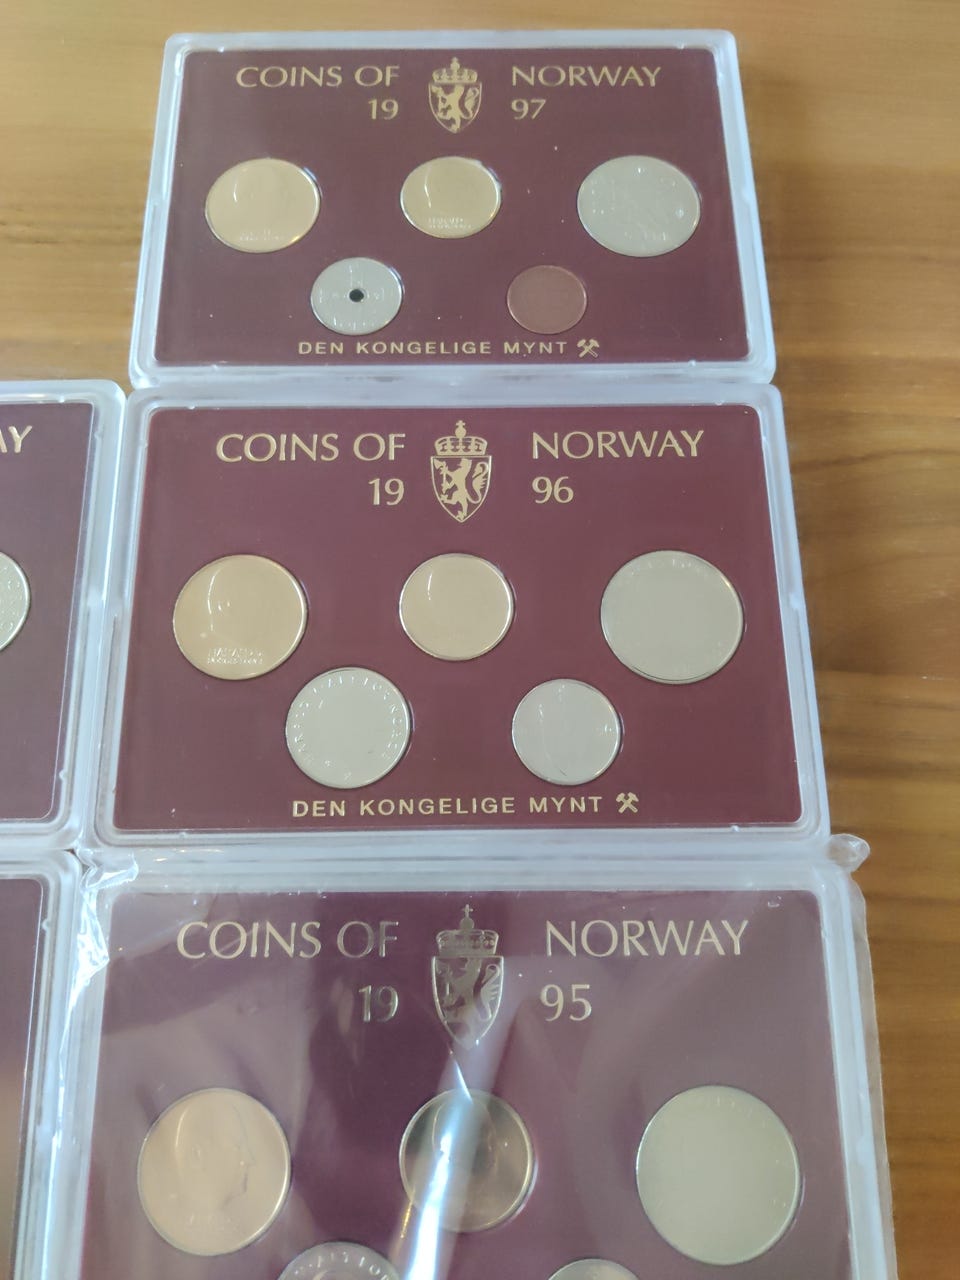 COINS OF NORWAY
19 97
DEN KONGELIGE MYNT
AY
COINS OF NORWAY
19 96
DEN KONGELIGE MYNT
COINS OF NORWAY
19 95